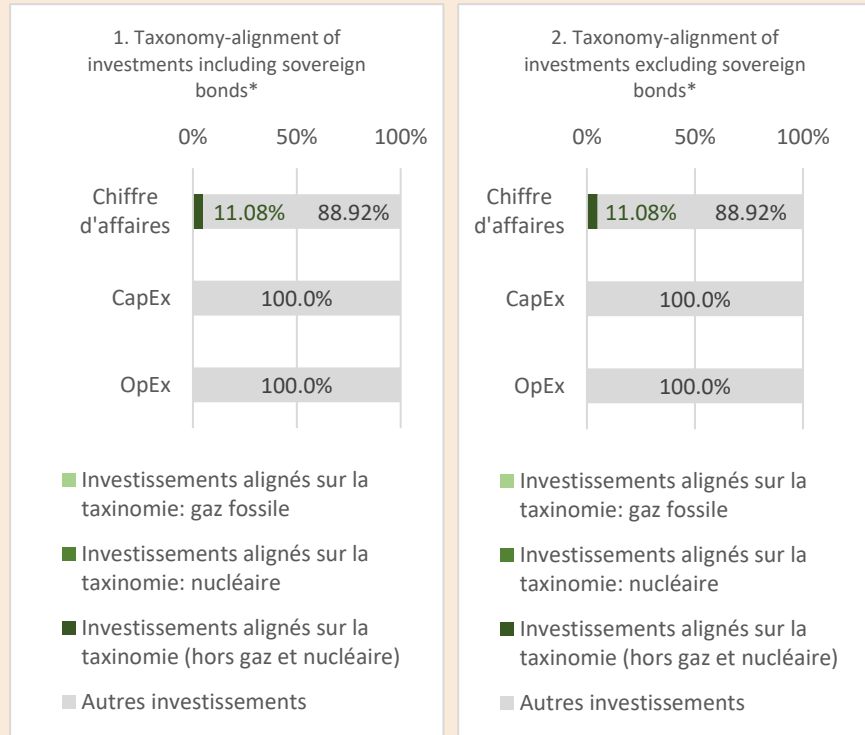 1. Taxonomy-alignment of
investments including sovereign
bonds*
0% 50% 100%
Chiffre
d'affaires
11.08% 88.92%
CapEx 100.0%
OpEx 100.0%
Investissements alignés sur la
taxinomie: gaz fossile
Investissements alignés sur la
taxinomie: nucléaire
Investissements alignés sur la
taxinomie (hors gaz et nucléaire)
Autres investissements
2. Taxonomy-alignment of
investments excluding sovereign
bonds*
0% 50% 100%
Chiffre
d'affaires
11.08% 88.92%
CapEx 100.0%
OpEx 100.0%
Investissements alignés sur la
taxinomie: gaz fossile
Investissements alignés sur la
taxinomie: nucléaire
Investissements alignés sur la
taxinomie (hors gaz et nucléaire)
Autres investissements